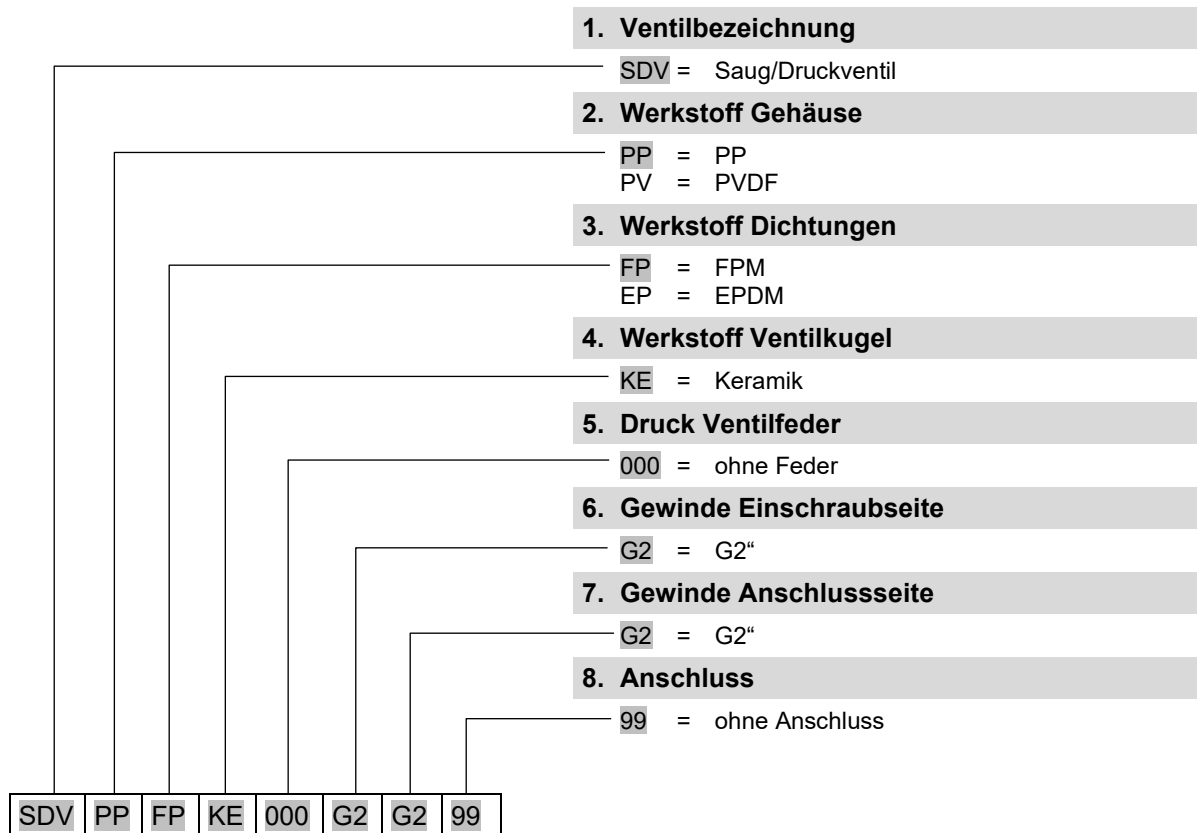 1. Ventilbezeichnung
SDV = Saug/Druckventil
2. Werkstoff Gehäuse
PP = PP
PV = PVDF
3. Werkstoff Dichtungen
FP = FPM
EP = EPDM
4. Werkstoff Ventilkugel
KE = Keramik
5. Druck Ventilfeder
000 = ohne Feder
6. Gewinde Einschraubseite
G2 = G2“
7. Gewinde Anschlussseite
G2 = G2“
8. Anschluss
99 = ohne Anschluss
SDV PP FP KE 000 G2 G2 99